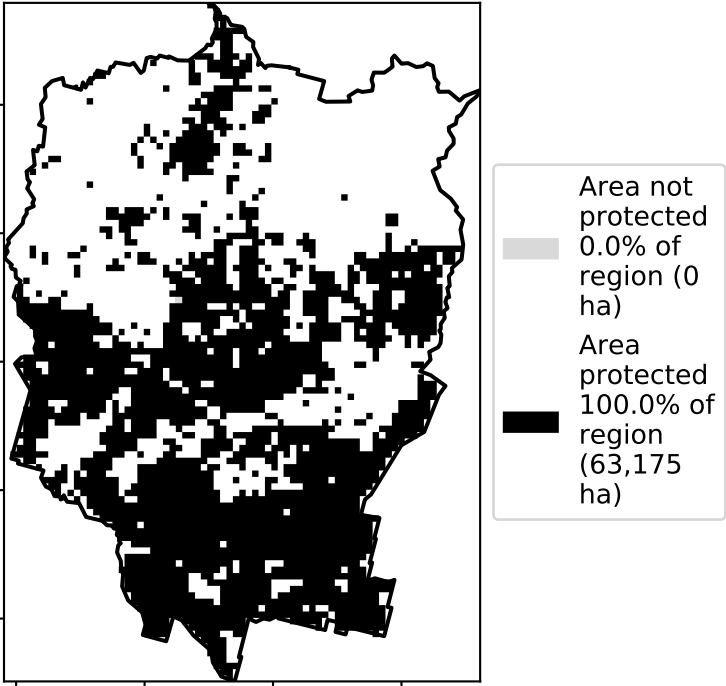 Area not
protected
0.0% of
region (0
ha)
Area
protected
100.0% of
region
(63,175
ha)